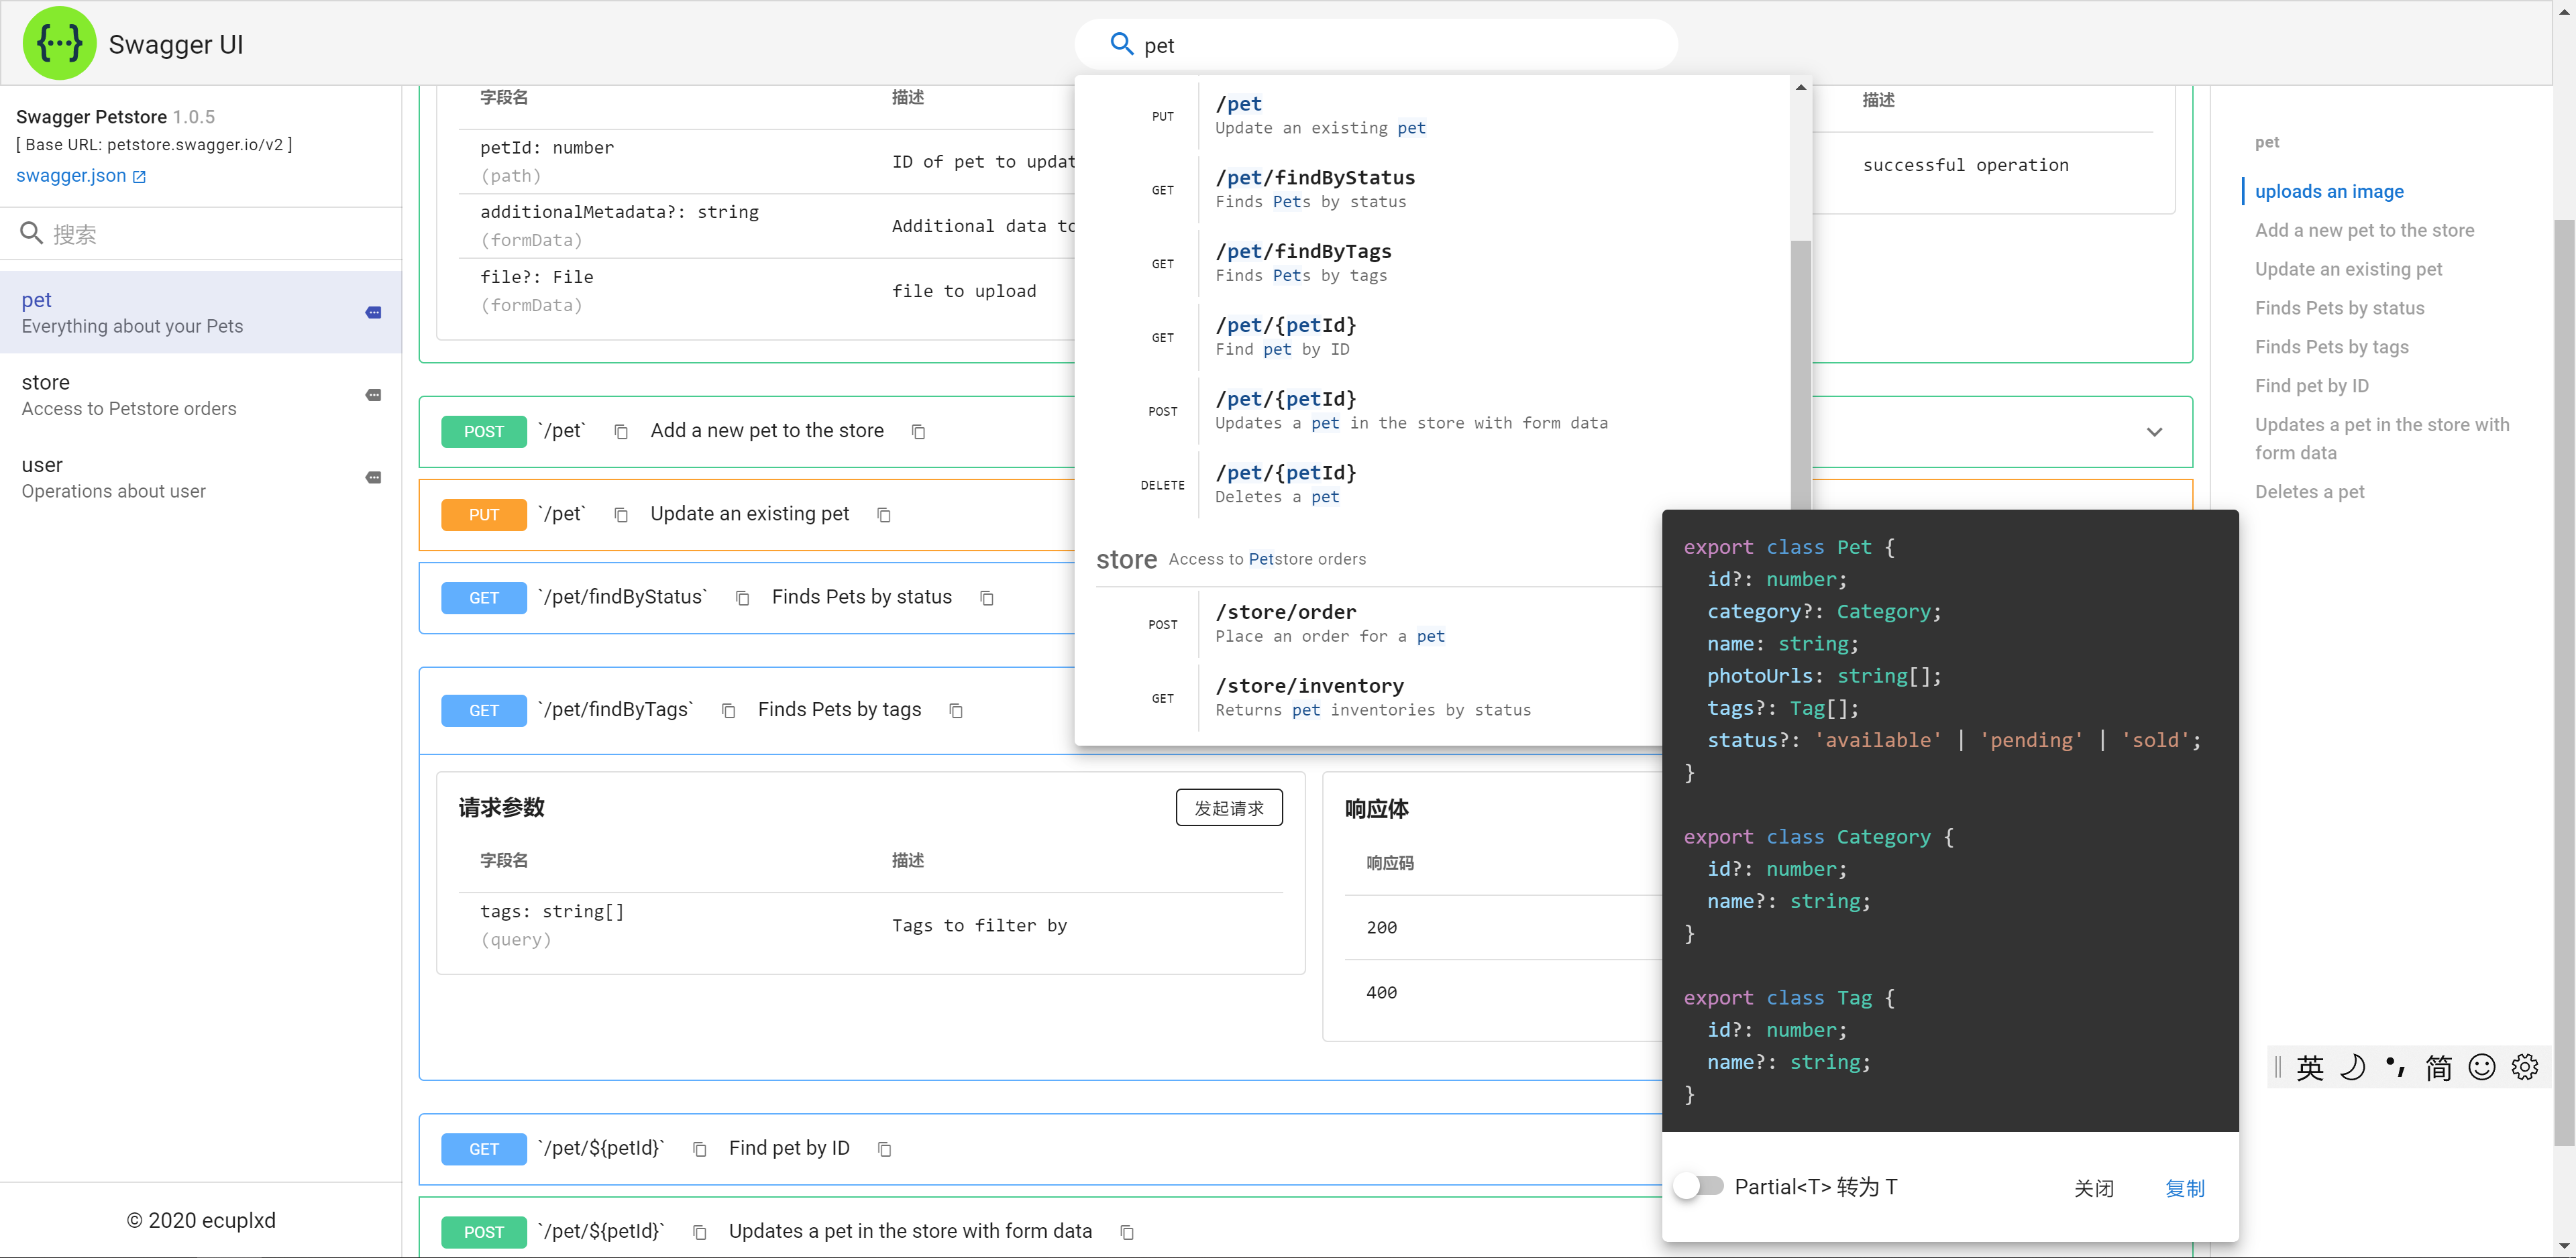 Swagger UI
pet
Swagger Petstore 1.0.5
[ Base URL: petstore.swagger.io/v2 ]
swagger.json
搜索
pet
Everything about your Pets
store
Access to Petstore orders
user
Operations about user
© 2020 ecuplxd
字段名 描述
petId: number
(path)
ID of pet to updat
additionalMetadata?: string
(formData)
Additional data to
file?: File
(formData)
file to upload
描述
successful operation
POST `/pet` Add a new pet to the store
PUT `/pet` Update an existing pet
GET `/pet/findByStatus` Finds Pets by status
GET `/pet/findByTags` Finds Pets by tags
请求参数 发起请求
字段名 描述
tags: string[]
(query)
Tags to filter by
响应体
响应码
200
400
GET `/pet/${petId}` Find pet by ID
POST `/pet/${petId}` Updates a pet in the store with form data
PUT /pet
Update an existing pet
GET /pet/findByStatus
Finds Pets by status
GET /pet/findByTags
Finds Pets by tags
GET /pet/{petId}
Find pet by ID
POST /pet/{petId}
Updates a pet in the store with form data
DELETE /pet/{petId}
Deletes a pet
store Access to Petstore orders
POST /store/order
Place an order for a pet
GET /store/inventory
Returns pet inventories by status
export class Pet {
id?: number;
category?: Category;
name: string;
photoUrls: string[];
tags?: Tag[];
status?: 'available' | 'pending' | 'sold';
}
export class Category {
id?: number;
name?: string;
}
export class Tag {
id?: number;
name?: string;
}
Partial<T> 转为 T 关闭 复制
pet
uploads an image
Add a new pet to the store
Update an existing pet
Finds Pets by status
Finds Pets by tags
Find pet by ID
Updates a pet in the store with
form data
Deletes a pet
英 简